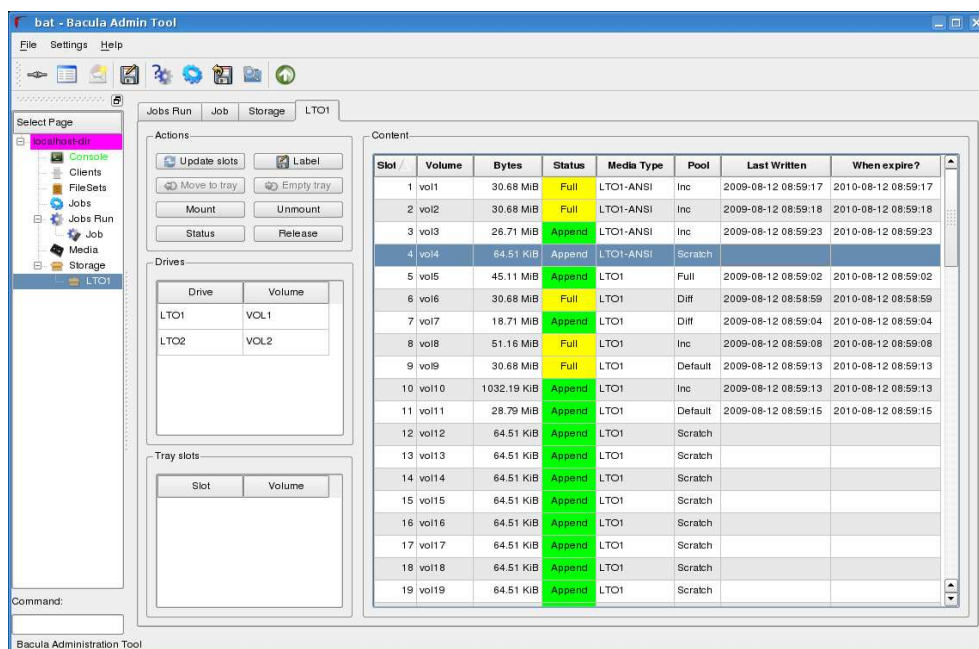 bat - Bacula Admin Tool
File Settings Help
Select Page
localhost-dir
Console
Clients
FileSets
Jobs
Jobs Run
Job
Media
Storage
LTO1
Command:
Bacula Administration Tool
Jobs Run Job Storage LTO1
Actions
Update slots Label
Move to tray Empty tray
Mount Unmount
Status Release
Drives
Drive Volume
LTO1 VOL1
LTO2 VOL2
Tray slots
Slot Volume
Content
Slot Volume Bytes Status Media Type Pool Last Written When expire?
1 vol1 30.68 MiB Full LTO1-ANSI Inc 2009-08-12 08:59:17 2010-08-12 08:59:17
2 vol2 30.68 MiB Full LTO1-ANSI Inc 2009-08-12 08:59:18 2010-08-12 08:59:18
3 vol3 26.71 MiB Append LTO1-ANSI Inc 2009-08-12 08:59:23 2010-08-12 08:59:23
4 vol4 64.51 KiB Append LTO1-ANSI Scratch
5 vol5 45.11 MiB Append LTO1 Full 2009-08-12 08:59:02 2010-08-12 08:59:02
6 vol6 30.68 MiB Full LTO1 Diff 2009-08-12 08:58:59 2010-08-12 08:58:59
7 vol7 18.71 MiB Append LTO1 Diff 2009-08-12 08:59:04 2010-08-12 08:59:04
8 vol8 51.16 MiB Full LTO1 Inc 2009-08-12 08:59:08 2010-08-12 08:59:08
9 vol9 30.68 MiB Full LTO1 Default 2009-08-12 08:59:13 2010-08-12 08:59:13
10 vol10 1032.19 KiB Append LTO1 Inc 2009-08-12 08:59:13 2010-08-12 08:59:13
11 vol11 28.79 MiB Append LTO1 Default 2009-08-12 08:59:15 2010-08-12 08:59:15
12 vol12 64.51 KiB Append LTO1 Scratch
13 vol13 64.51 KiB Append LTO1 Scratch
14 vol14 64.51 KiB Append LTO1 Scratch
15 vol15 64.51 KiB Append LTO1 Scratch
16 vol16 64.51 KiB Append LTO1 Scratch
17 vol17 64.51 KiB Append LTO1 Scratch
18 vol18 64.51 KiB Append LTO1 Scratch
19 vol19 64.51 KiB Append LTO1 Scratch